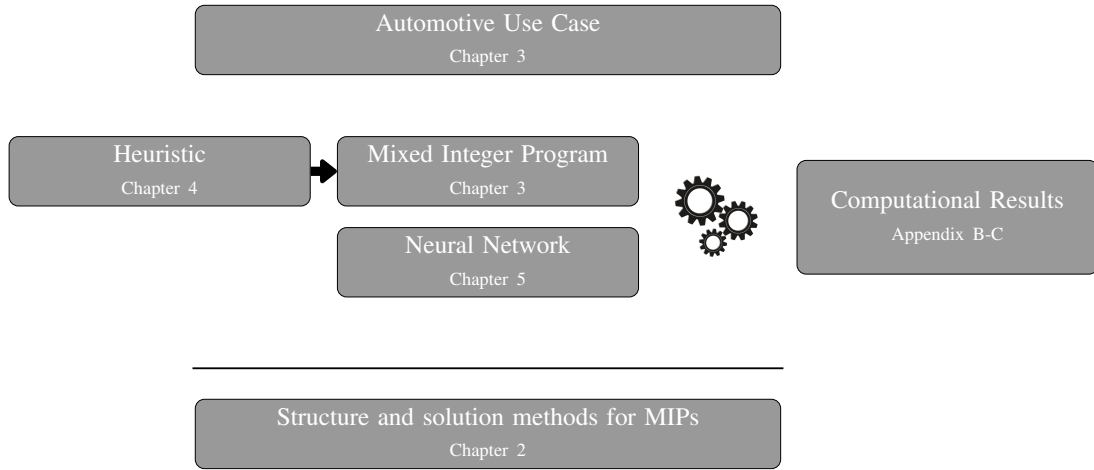 Automotive Use Case
Chapter 3
Heuristic
Chapter 4
Mixed Integer Program
Chapter 3
Neural Network
Chapter 5
Computational Results
Appendix B-C
Structure and solution methods for MIPs
Chapter 2